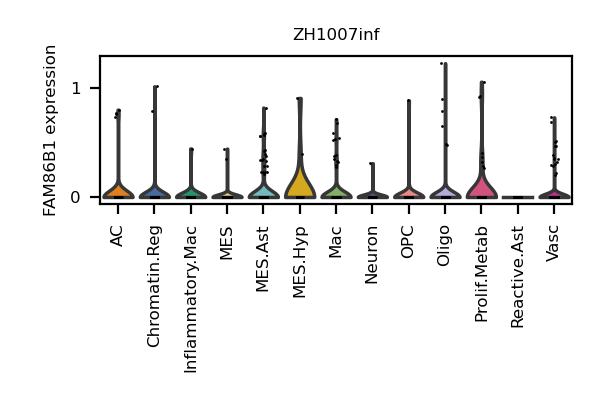 ZH1007inf
FAM86B1 expression
1
0
AC
Chromatin.Reg
Inflammatory.Mac
MES
MES.Ast
MES.Hyp
Mac
Neuron
OPC
Oligo
Prolif.Metab
Reactive.Ast
Vasc